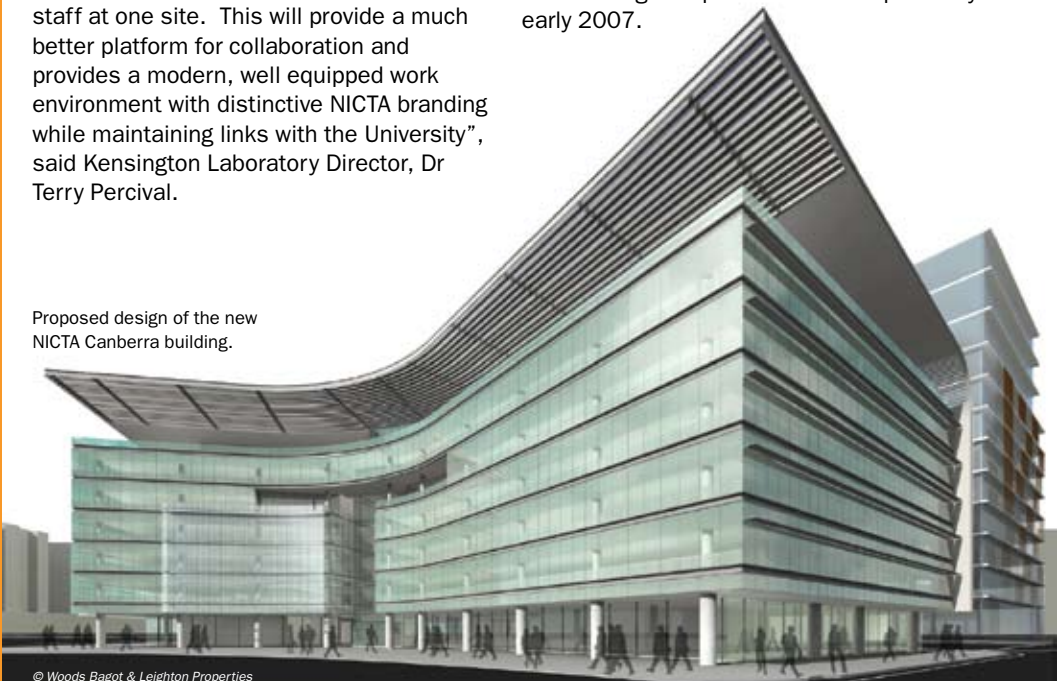 staff at one site.  This will provide a much
better platform for collaboration and
provides a modern, well equipped work
environment with distinctive NICTA branding
while maintaining links with the University”,
said Kensington Laboratory Director, Dr
Terry Percival.
early 2007.
Proposed design of the new
NICTA Canberra building.
© Woods Bagot & Leighton Properties